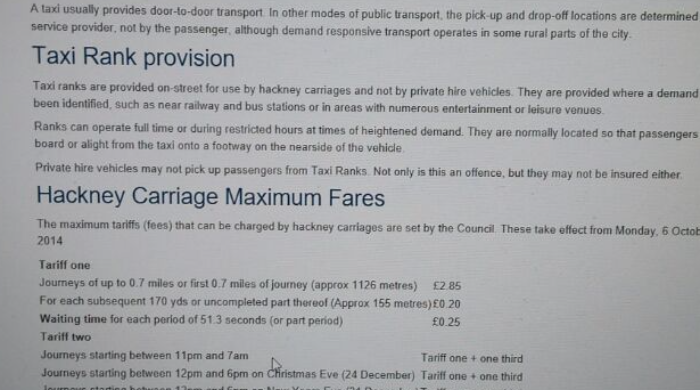 A taxi usually provides door-to-door transport. In other modes of public transport, the pick-up and drop-off locations are determined
service provider, not by the passenger, although demand responsive transport operates in some rural parts of the city.
Taxi Rank provision
Taxi ranks are provided on-street for use by hackney carriages and not by private hire vehicles. They are provided where a demand
been identified, such as near railway and bus stations or in areas with numerous entertainment or leisure venues.
Ranks can operate full time or during restricted hours at times of heightened demand. They are normally located so that passengers
board or alight from the taxi onto a footway on the nearside of the vehicle.
Private hire vehicles may not pick up passengers from Taxi Ranks. Not only is this an offence, but they may not be insured either.
Hackney Carriage Maximum Fares
The maximum tariffs (fees) that can be charged by hackney carriages are set by the Council. These take effect from Monday, 6 Octob
2014
Tariff one
Journeys of up to 0.7 miles or first 0.7 miles of journey (approx 1126 metres) £2.85
For each subsequent 170 yds or uncompleted part thereof (Approx 155 metres) £0.20
Waiting time for each period of 51.3 seconds (or part period) £0.25
Tariff two
Journeys starting between 11pm and 7am Tariff one + one third
Journeys starting between 12pm and 6pm on Christmas Eve (24 December) Tariff one + one third